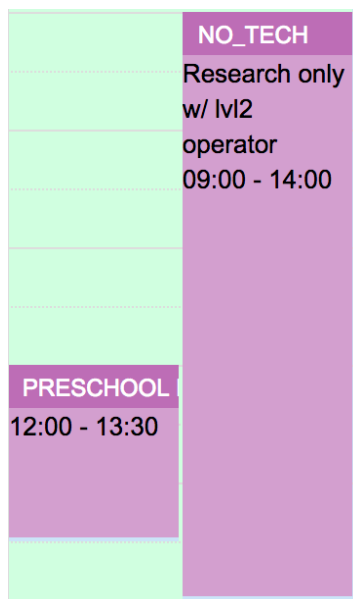 NO_TECH
Research only
w/ lvl2
operator
09:00 - 14:00
PRESCHOOL
12:00 - 13:30